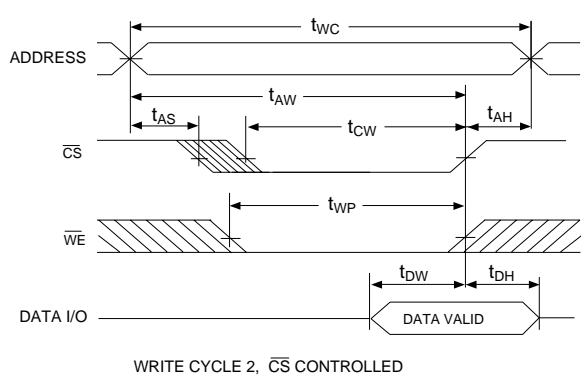 tWC
ADDRESS
tAW
tAS
tCW
tAH
CS
tWP
WE
tDW
tDH
DATA I/O
DATA VALID
WRITE CYCLE 2, CS CONTROLLED